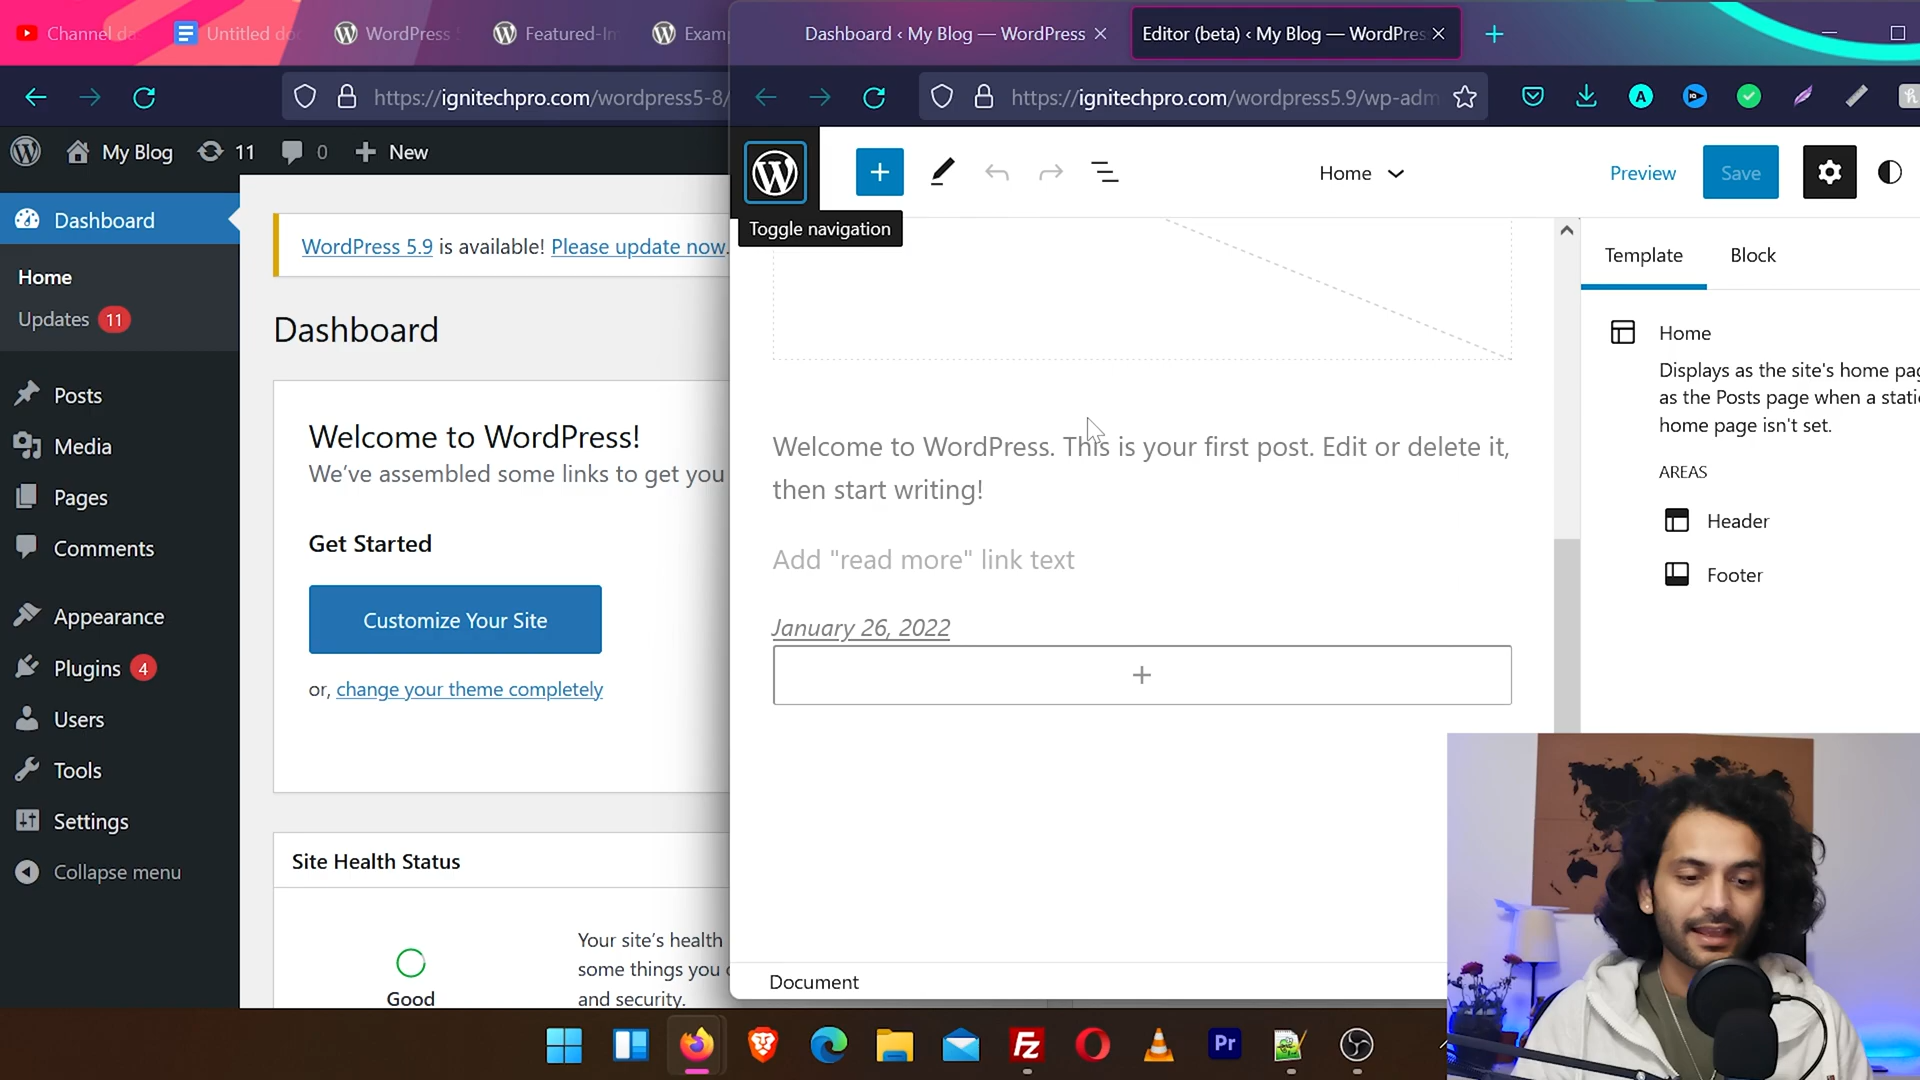 Channel da
Untitled do
WordPress 5
Featured-Im
Examp
https://ignitechpro.com/wordpress5-8/
My Blog
11
0
New
Dashboard
Home
Updates 11
Posts
Media
Pages
Comments
Appearance
Plugins 4
Users
Tools
Settings
Collapse menu
WordPress 5.9 is available! Please update now.
Dashboard
Welcome to WordPress!
We've assembled some links to get you
Get Started
Customize Your Site
or, change your theme completely
Site Health Status
Good
Your site's health
some things you
and security.
Dashboard ‹ My Blog — WordPress
Editor (beta) ‹ My Blog — WordPres
https://ignitechpro.com/wordpress5.9/wp-adm
Toggle navigation
Home
Preview
Save
Welcome to WordPress. This is your first post. Edit or delete it,
then start writing!
Add "read more" link text
January 26, 2022
Document
Template
Block
Home
Displays as the site's home pag
as the Posts page when a stati
home page isn't set.
AREAS
Header
Footer
Fz
Pr